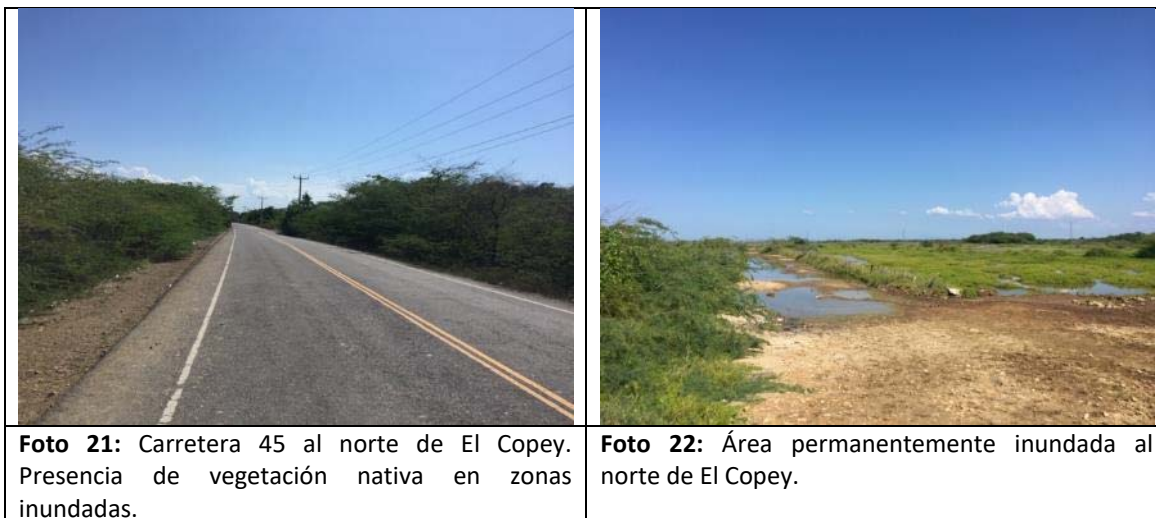 Foto 21: Carretera 45 al norte de El Copey.
Presencia de vegetación nativa en zonas
inundadas.
Foto 22: Área permanentemente inundada al
norte de El Copey.